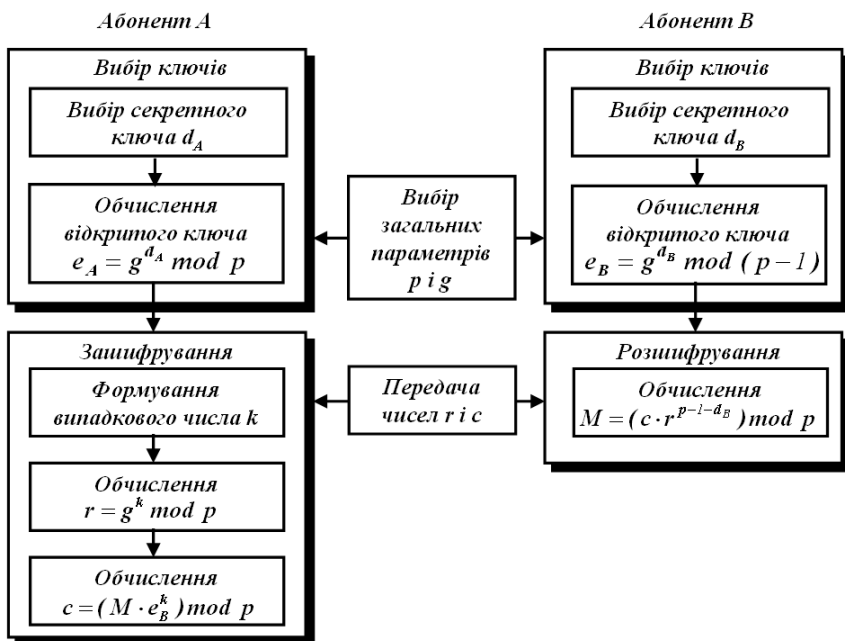 Абонент А
Вибір ключів
Вибір секретного
ключа d_A
Обчислення
відкритого ключа
e_A = g^{d_A} mod p
Зашифрування
Формування
випадкового числа k
Обчислення
r = g^k mod p
Обчислення
c = ( M · e_B^k ) mod p
Вибір
загальних
параметрів
p і g
Передача
чисел r і c
Абонент В
Вибір ключів
Вибір секретного
ключа d_B
Обчислення
відкритого ключа
e_B = g^{d_B} mod ( p – 1 )
Розшифрування
Обчислення
M = ( c · r^{p–1–d_B} ) mod p